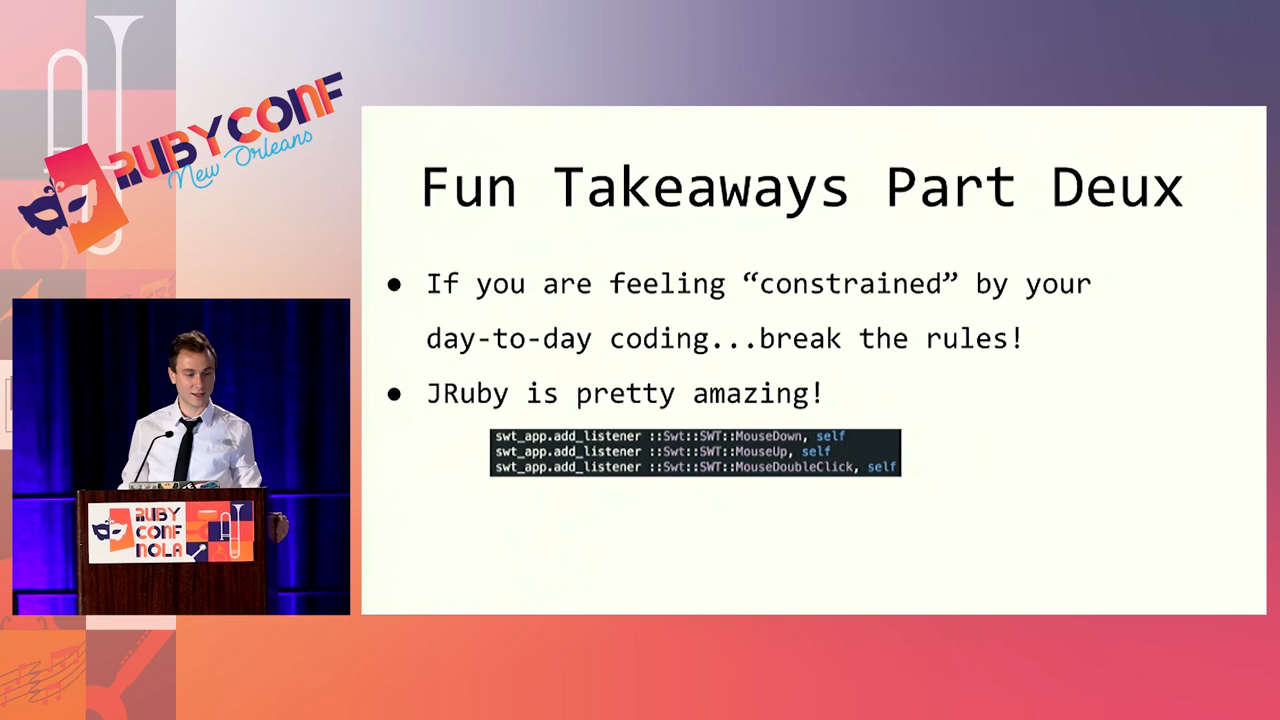 RUBYCONF
New Orleans
Fun Takeaways Part Deux
● If you are feeling “constrained” by your
day-to-day coding...break the rules!
● JRuby is pretty amazing!
swt_app.add_listener ::Swt::SWT::MouseDown, self
swt_app.add_listener ::Swt::SWT::MouseUp, self
swt_app.add_listener ::Swt::SWT::MouseDoubleClick, self
RUBY
CONF
NOLA